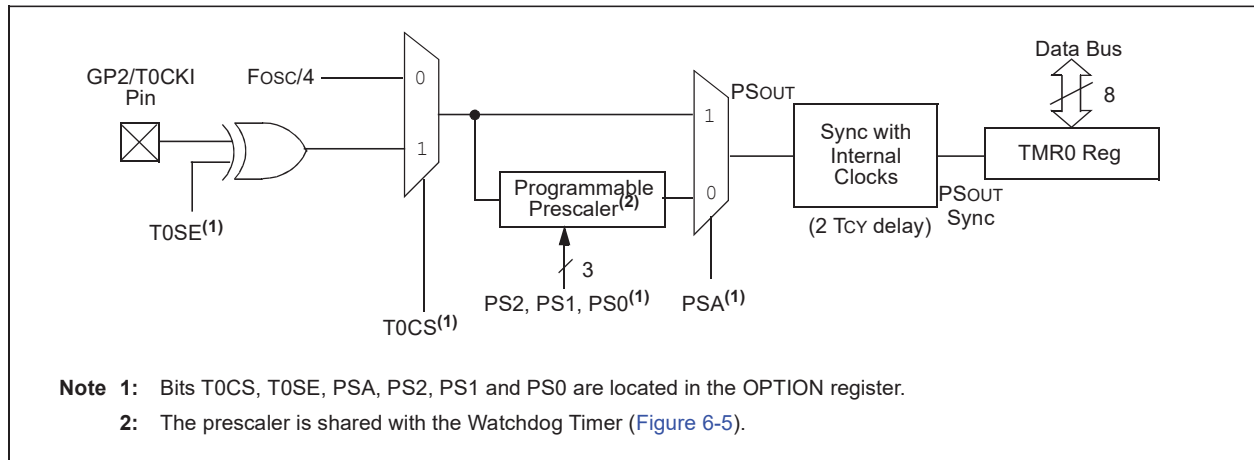 Data Bus
8
TMR0 Reg
GP2/T0CKI
Pin
FOSC/4
0
1
T0SE(1)
T0CS(1)
Programmable
Prescaler(2)
3
PS2, PS1, PS0(1)
1
0
PSA(1)
PSOUT
Sync with
Internal
Clocks
(2 TCY delay)
PSOUT
Sync
Note 1: Bits T0CS, T0SE, PSA, PS2, PS1 and PS0 are located in the OPTION register.
2: The prescaler is shared with the Watchdog Timer (Figure 6-5).